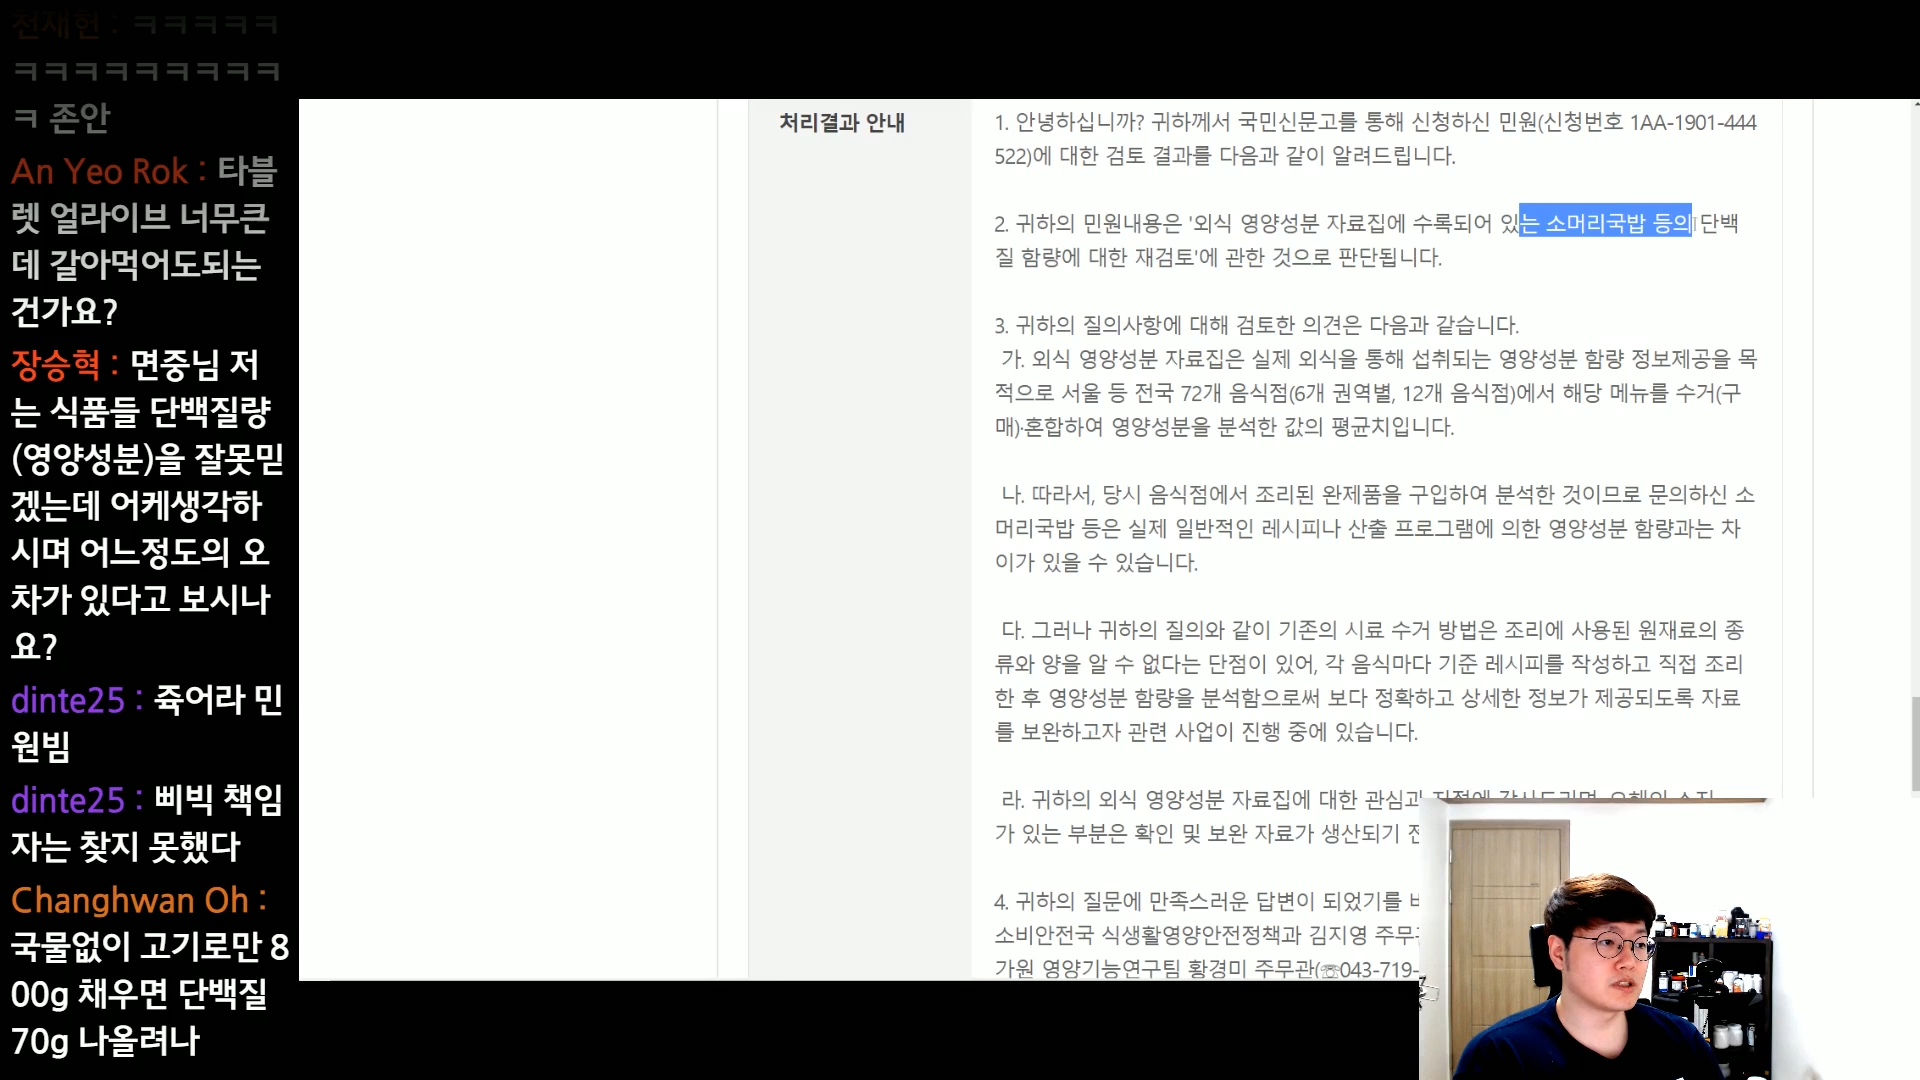 천재헌 : ㅋㅋㅋㅋㅋ
ㅋㅋㅋㅋㅋㅋㅋㅋㅋ
ㅋ 존안
An Yeo Rok : 타블
렛 얼라이브 너무큰
데 갈아먹어도되는
건가요?
장승혁 : 면중님 저
는 식품들 단백질량
(영양성분)을 잘못믿
겠는데 어케생각하
시며 어느정도의 오
차가 있다고 보시나
요?
dinte25 : 쥭어라 민
원빔
dinte25 : 삐빅 책임
자는 찾지 못했다
Changhwan Oh :
국물없이 고기로만 8
00g 채우면 단백질
70g 나올려나
처리결과 안내
1. 안녕하십니까? 귀하께서 국민신문고를 통해 신청하신 민원(신청번호 1AA-1901-444
522)에 대한 검토 결과를 다음과 같이 알려드립니다.
2. 귀하의 민원내용은 '외식 영양성분 자료집에 수록되어 있는 소머리국밥 등의 단백
질 함량에 대한 재검토'에 관한 것으로 판단됩니다.
3. 귀하의 질의사항에 대해 검토한 의견은 다음과 같습니다.
가. 외식 영양성분 자료집은 실제 외식을 통해 섭취되는 영양성분 함량 정보제공을 목
적으로 서울 등 전국 72개 음식점(6개 권역별, 12개 음식점)에서 해당 메뉴를 수거(구
매)·혼합하여 영양성분을 분석한 값의 평균치입니다.
나. 따라서, 당시 음식점에서 조리된 완제품을 구입하여 분석한 것이므로 문의하신 소
머리국밥 등은 실제 일반적인 레시피나 산출 프로그램에 의한 영양성분 함량과는 차
이가 있을 수 있습니다.
다. 그러나 귀하의 질의와 같이 기존의 시료 수거 방법은 조리에 사용된 원재료의 종
류와 양을 알 수 없다는 단점이 있어, 각 음식마다 기준 레시피를 작성하고 직접 조리
한 후 영양성분 함량을 분석함으로써 보다 정확하고 상세한 정보가 제공되도록 자료
를 보완하고자 관련 사업이 진행 중에 있습니다.
라. 귀하의 외식 영양성분 자료집에 대한 관심과
가 있는 부분은 확인 및 보완 자료가 생산되기 전
4. 귀하의 질문에 만족스러운 답변이 되었기를 바
소비안전국 식생활영양안전정책과 김지영 주무관
가원 영양기능연구팀 황경미 주무관(☏043-719-